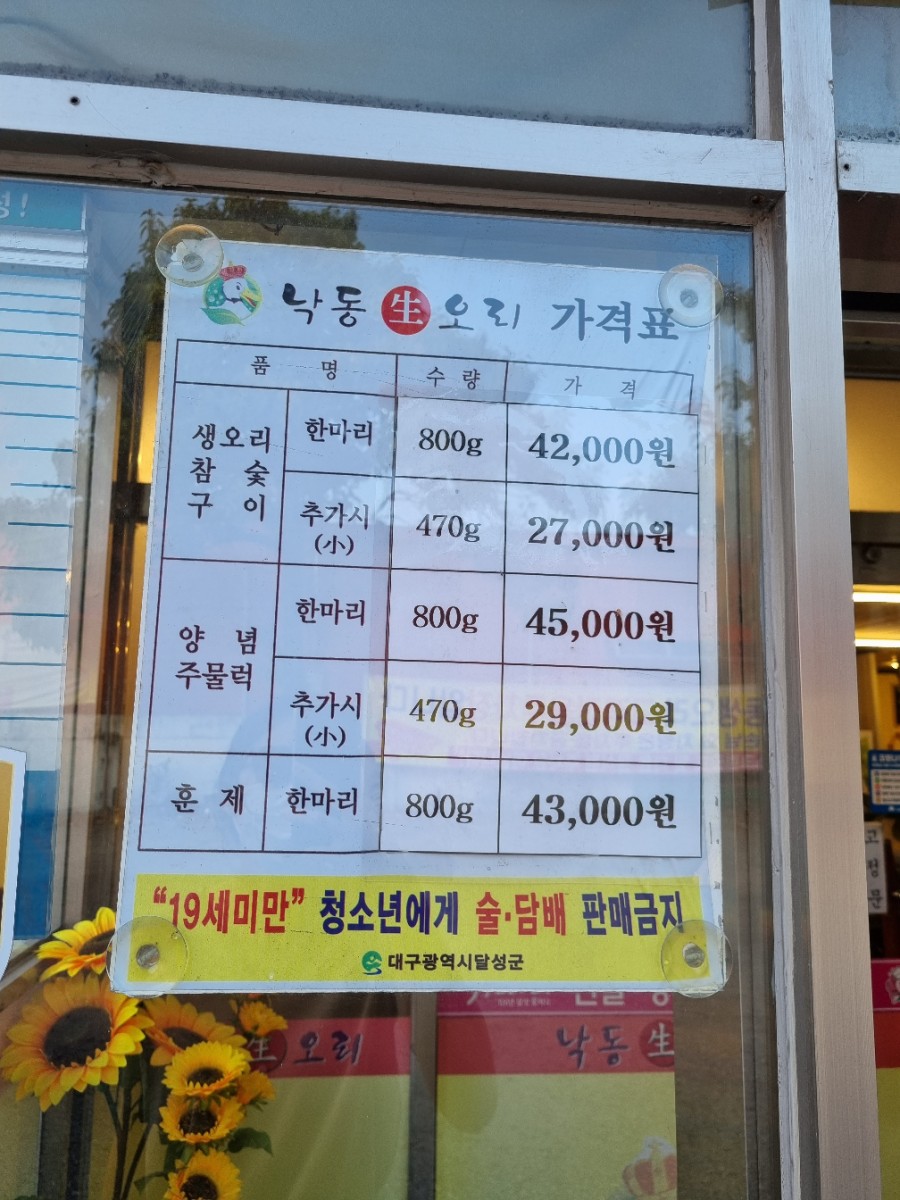 성!
낙동 生 오리 가격표
품 명 수 량 가 격
생오리 참 숯 구 이 한마리 800g 42,000원
추가시 (小) 470g 27,000원
양 념 주물럭 한마리 800g 45,000원
추가시 (小) 470g 29,000원
훈 제 한마리 800g 43,000원
"19세미만" 청소년에게 술·담배 판매금지
대구광역시달성군
고정문
生 오리
낙동 生